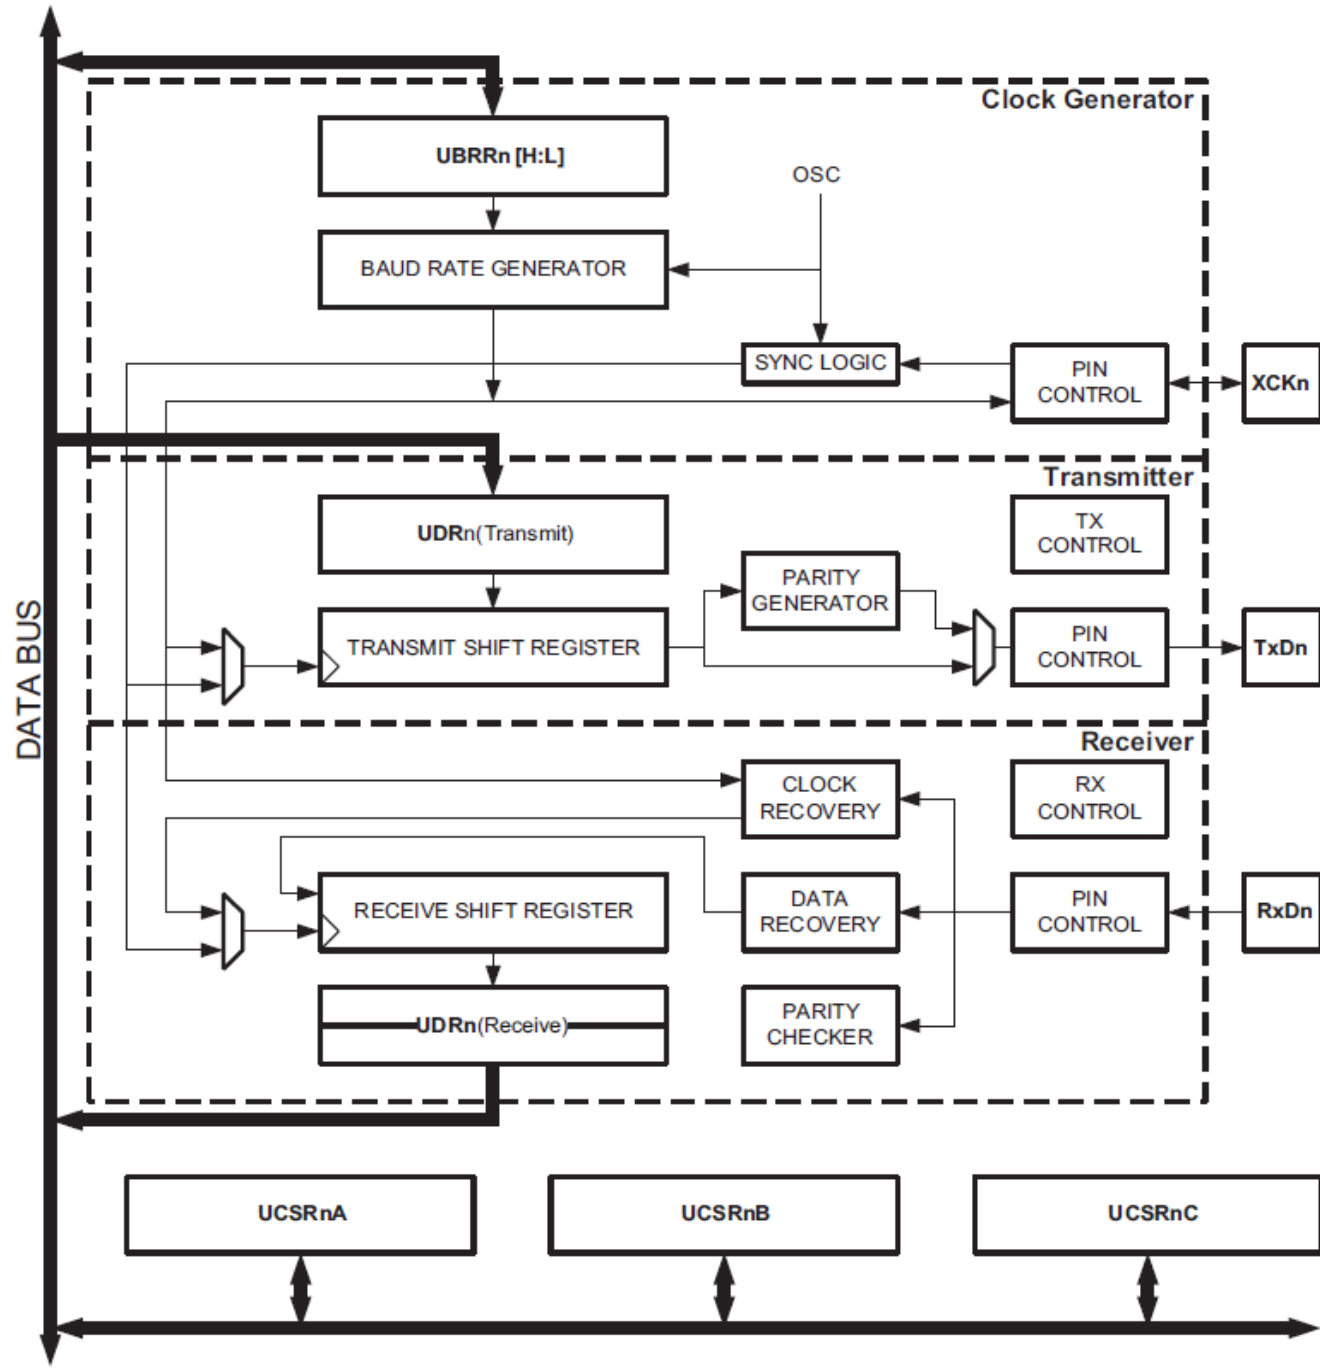 Clock Generator
UBRRn [H:L]
OSC
BAUD RATE GENERATOR
SYNC LOGIC
PIN
CONTROL
XCKn
Transmitter
UDRn(Transmit)
TX
CONTROL
PARITY
GENERATOR
TRANSMIT SHIFT REGISTER
PIN
CONTROL
TxDn
DATA BUS
Receiver
CLOCK
RECOVERY
RX
CONTROL
RECEIVE SHIFT REGISTER
DATA
RECOVERY
PIN
CONTROL
RxDn
UDRn(Receive)
PARITY
CHECKER
UCSRnA
UCSRnB
UCSRnC